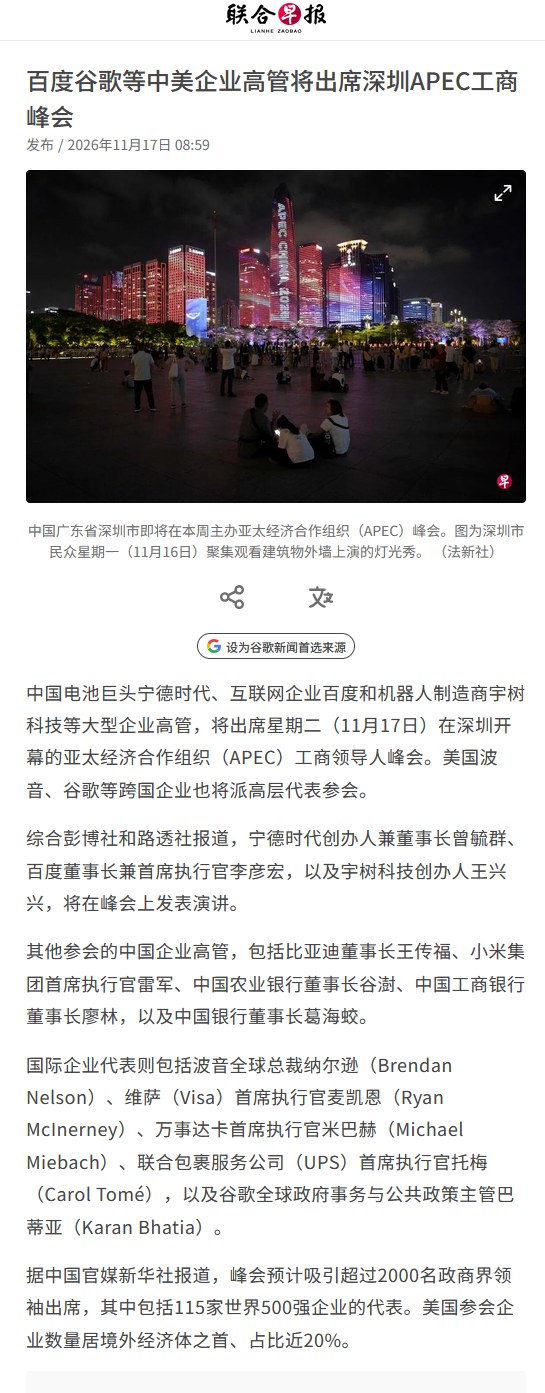 联合早报
LIANHE ZAOBAO
百度谷歌等中美企业高管将出席深圳APEC工商
峰会
发布 / 2026年11月17日 08:59
APEC CHINA 2026
早
中国广东省深圳市即将在本周主办亚太经济合作组织（APEC）峰会。图为深圳市
民众星期一（11月16日）聚集观看建筑物外墙上演的灯光秀。（法新社）
设为谷歌新闻首选来源
中国电池巨头宁德时代、互联网企业百度和机器人制造商宇树
科技等大型企业高管，将出席星期二（11月17日）在深圳开
幕的亚太经济合作组织（APEC）工商领导人峰会。美国波
音、谷歌等跨国企业也将派高层代表参会。
综合彭博社和路透社报道，宁德时代创办人兼董事长曾毓群、
百度董事长兼首席执行官李彦宏，以及宇树科技创办人王兴
兴，将在峰会上发表演讲。
其他参会的中国企业高管，包括比亚迪董事长王传福、小米集
团首席执行官雷军、中国农业银行董事长谷澍、中国工商银行
董事长廖林，以及中国银行董事长葛海蛟。
国际企业代表则包括波音全球总裁纳尔逊（Brendan
Nelson）、维萨（Visa）首席执行官麦凯恩（Ryan
McInerney）、万事达卡首席执行官米巴赫（Michael
Miebach）、联合包裹服务公司（UPS）首席执行官托梅
（Carol Tomé），以及谷歌全球政府事务与公共政策主管巴
蒂亚（Karan Bhatia）。
据中国官媒新华社报道，峰会预计吸引超过2000名政商界领
袖出席，其中包括115家世界500强企业的代表。美国参会企
业数量居境外经济体之首、占比近20%。